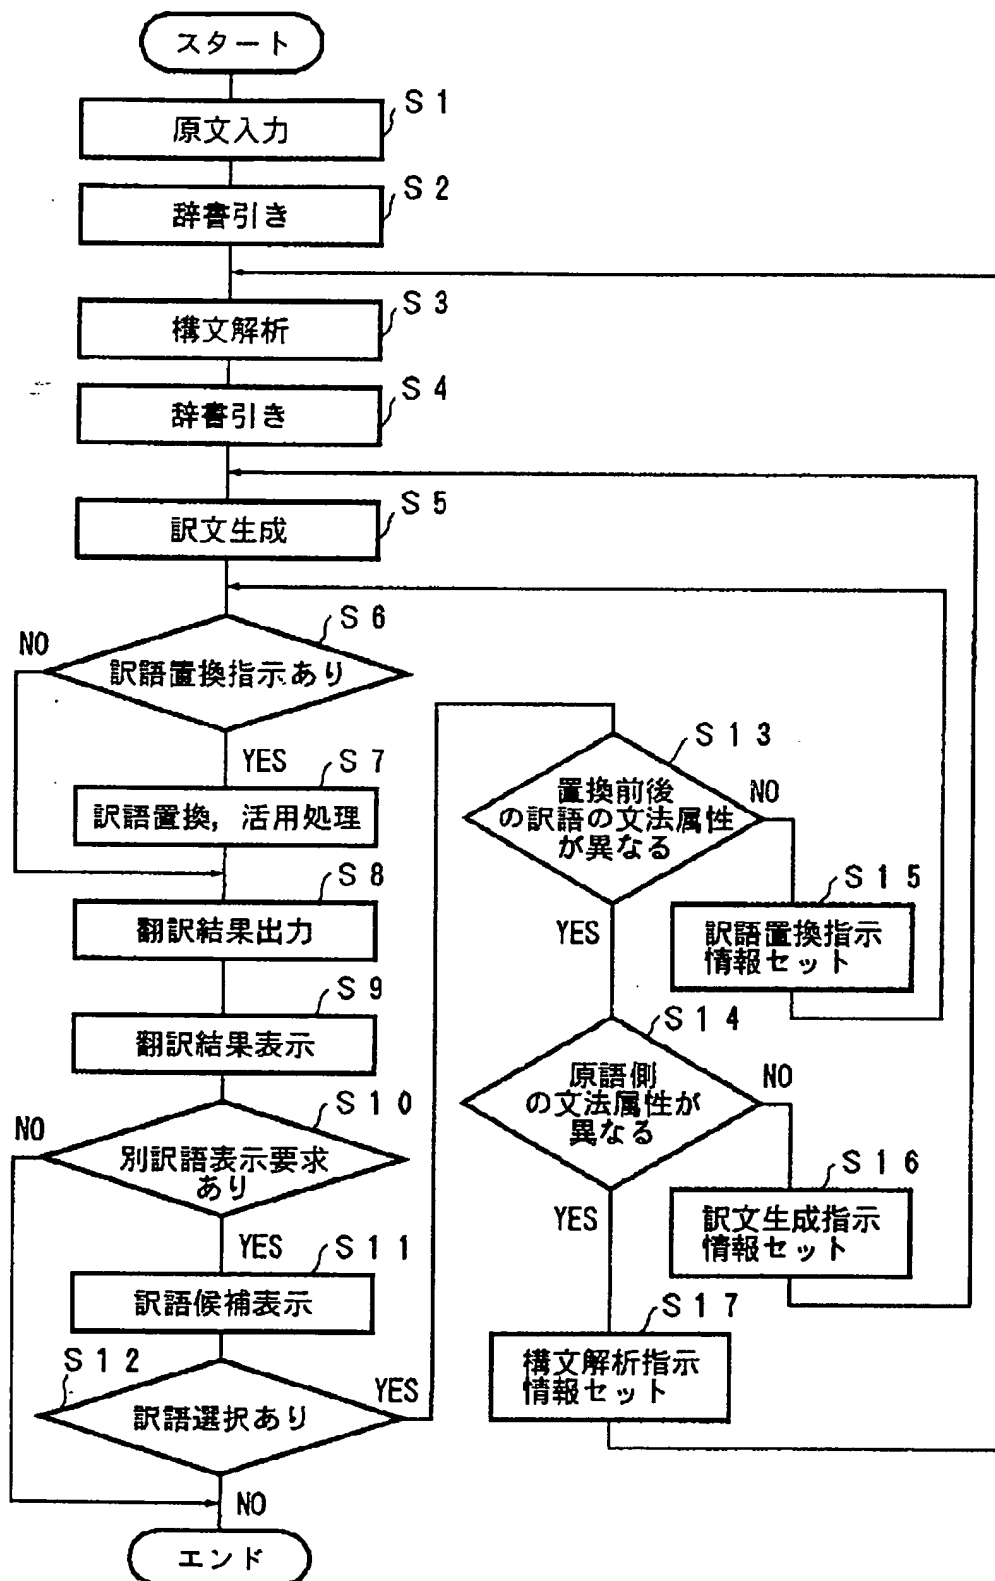 スタート
S1
原文入力
S2
辞書引き
S3
構文解析
S4
辞書引き
S5
訳文生成
S6
NO
訳語置換指示あり
YES
S7
訳語置換，活用処理
S8
翻訳結果出力
S9
翻訳結果表示
S10
NO
別訳語表示要求
あり
YES
S11
訳語候補表示
S12
YES
訳語選択あり
NO
エンド
S13
置換前後
の訳語の文法属性
が異なる
NO
YES
S15
訳語置換指示
情報セット
S14
原語側
の文法属性が
異なる
NO
YES
S16
訳文生成指示
情報セット
S17
構文解析指示
情報セット